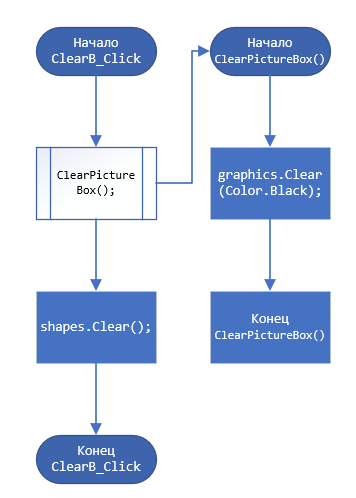 Начало
ClearB_Click
ClearPicture
Box();
shapes.Clear();
Конец
ClearB_Click
Начало
ClearPictureBox()
graphics.Clear
(Color.Black);
Конец
ClearPictureBox()